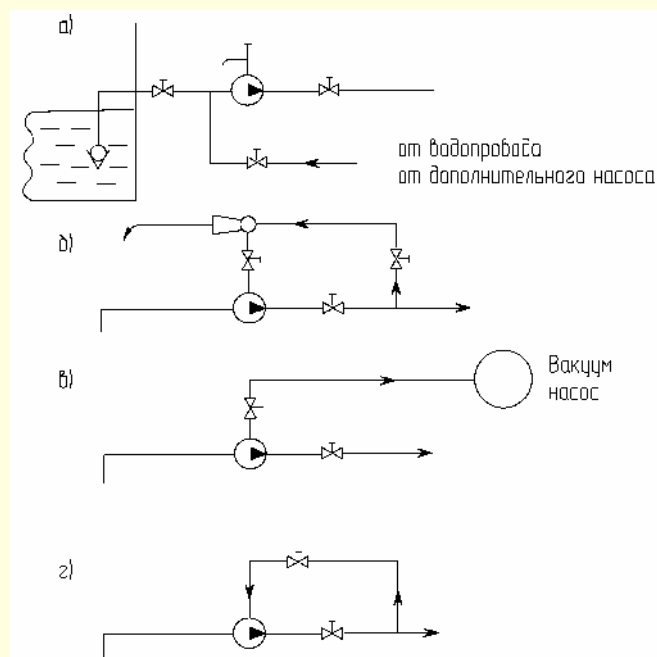 а)
от водопровода
от дополнительного насоса
б)
в)
Вакуум
насос
г)